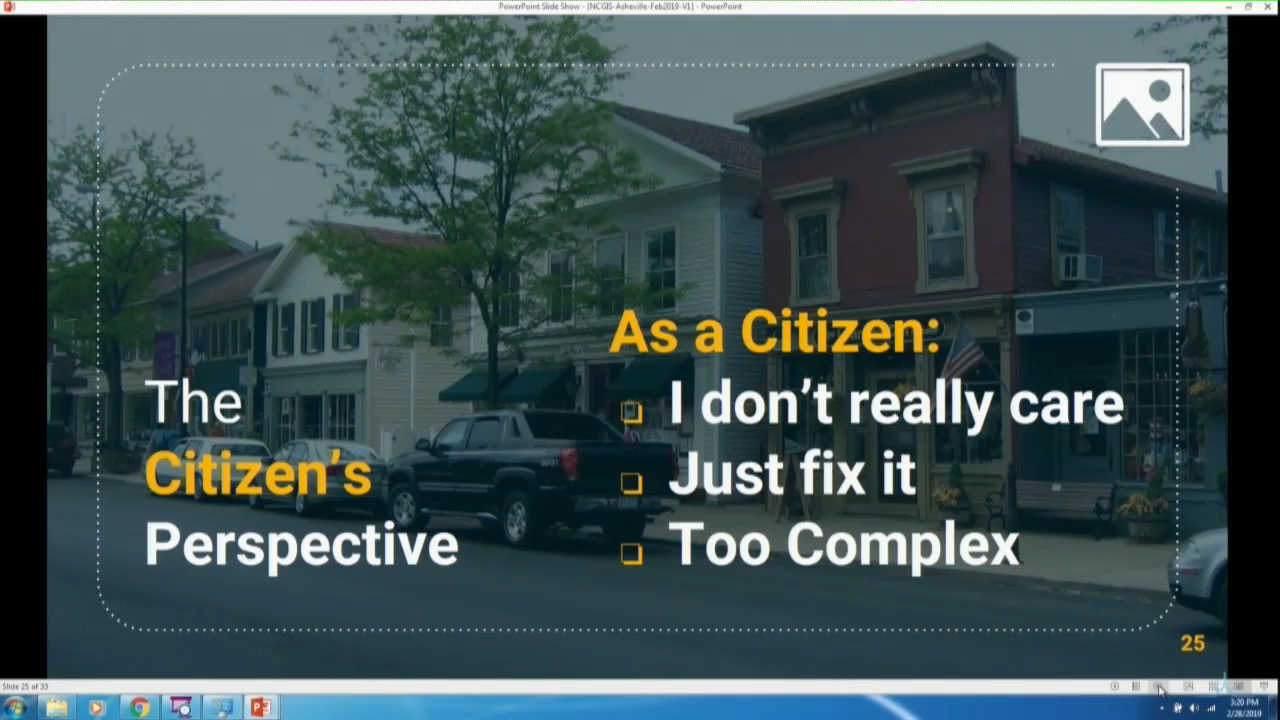 PowerPoint Slide Show - [NCGIS-Asheville-Feb2019-V1] - PowerPoint
The
Citizen's
Perspective
As a Citizen:
I don't really care
Just fix it
Too Complex
25
Slide 25 of 33
3:20 PM
2/28/2019